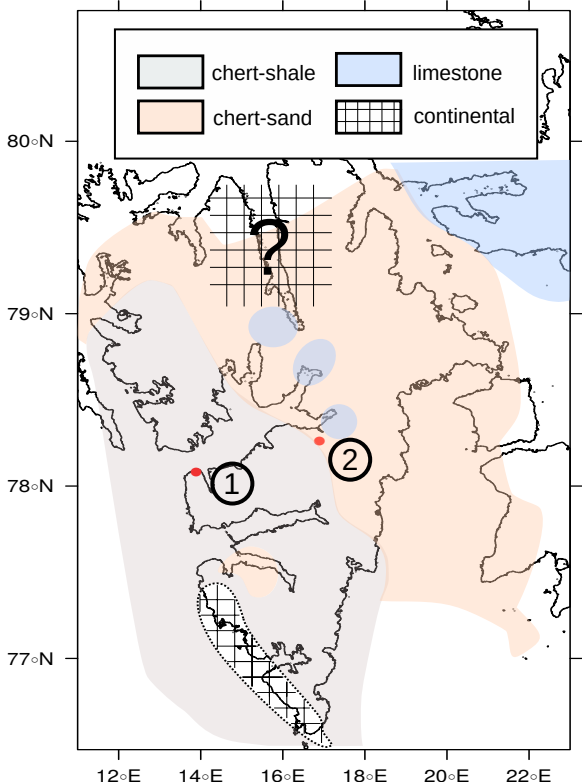 chert-shale limestone
chert-sand continental
80◦N
?
79◦N
2
1
78◦N
77◦N
12◦E 14◦E 16◦E 18◦E 20◦E 22◦E